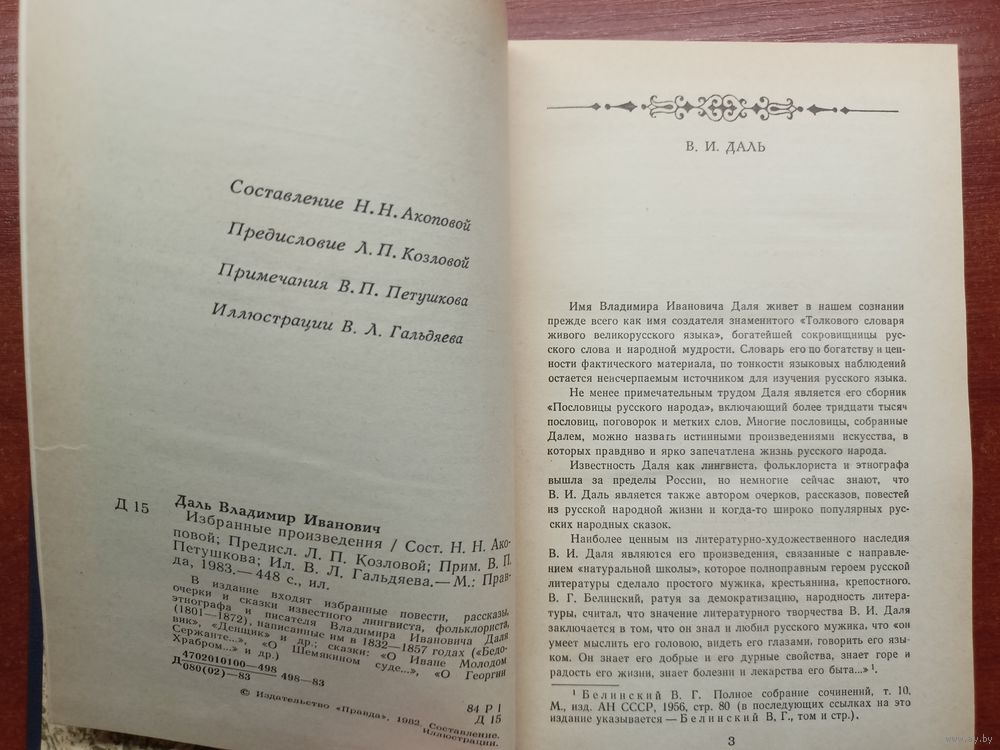 Составление Н. Н. Акоповой
Предисловие Л. П. Козловой
Примечания В. П. Петушкова
Иллюстрации В. Л. Гальдяева
Даль Владимир Иванович
Д 15 Избранные произведения / Сост. Н. Н. Ако-
повой; Предисл. Л. П. Козловой; Прим. В. П.
Петушкова; Ил. В. Л. Гальдяева.— М.: Прав-
да, 1983.— 448 с., ил.
В издание входят избранные повести, рассказы,
очерки и сказки известного лингвиста, фольклориста,
этнографа и писателя Владимира Ивановича Даля
(1801—1872), написанные им в 1832—1857 годах («Бедо-
вик», «Денщик» и др.; сказки: «О Иване Молодом
Сержанте...», «О Шемякином суде...», «О Георгии
Храбром...» и др.)
Д 4702010100—498 498—83
080(02)—83
84 Р 1
Д 15
© Издательство «Правда», 1982. Составление.
Иллюстрации.
В. И. ДАЛЬ
Имя Владимира Ивановича Даля живет в нашем сознании
прежде всего как имя создателя знаменитого «Толкового словаря
живого великорусского языка», богатейшей сокровищницы рус-
ского слова и народной мудрости. Словарь его по богатству и цен-
ности фактического материала, по тонкости языковых наблюдений
остается неисчерпаемым источником для изучения русского языка.
Не менее примечательным трудом Даля является его сборник
«Пословицы русского народа», включающий более тридцати тысяч
пословиц, поговорок и метких слов. Многие пословицы, собранные
Далем, можно назвать истинными произведениями искусства, в
которых правдиво и ярко запечатлена жизнь русского народа.
Известность Даля как лингвиста, фольклориста и этнографа
вышла за пределы России, но немногие сейчас знают, что
В. И. Даль является также автором очерков, рассказов, повестей
из русской народной жизни и когда-то широко популярных рус-
ских народных сказок.
Наиболее ценным из литературно-художественного наследия
В. И. Даля являются его произведения, связанные с направле-
нием «натуральной школы», которое полноправным героем русской
литературы сделало простого мужика, крестьянина, крепостного.
В. Г. Белинский, ратуя за демократизацию, народность литера-
туры, считал, что значение литературного творчества В. И. Даля
заключается в том, что он знал и любил русского мужика, что «он
умеет мыслить его головою, видеть его глазами, говорить его язы-
ком. Он знает его добрые и его дурные свойства, знает горе и
радость его жизни, знает болезни и лекарства его быта...» ¹.
¹ Белинский В. Г. Полное собрание сочинений, т. 10.
М., изд. АН СССР, 1956, стр. 80 (в последующих ссылках на это
издание указывается — Белинский В. Г., том и стр.).
3
www.ay.by